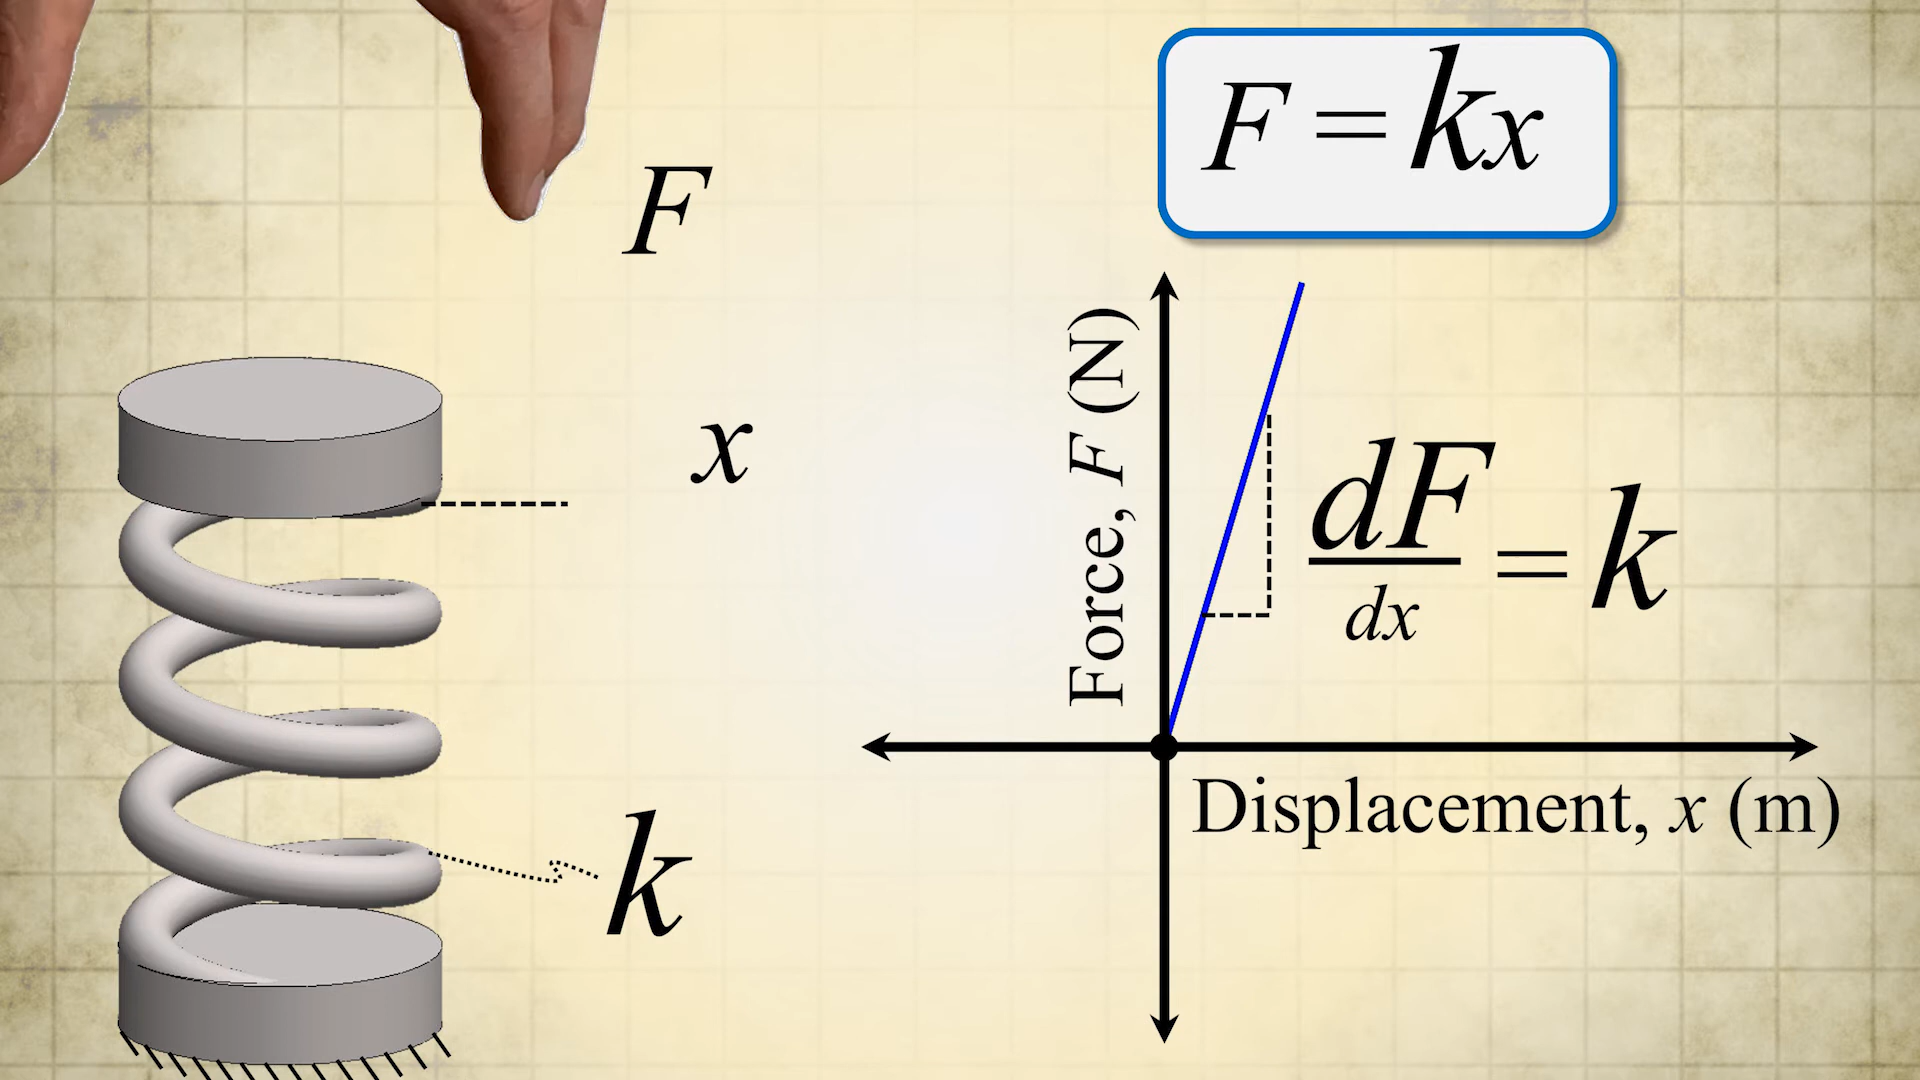 F = kx
F
x
k
Force, F (N)
dF/dx = k
Displacement, x (m)